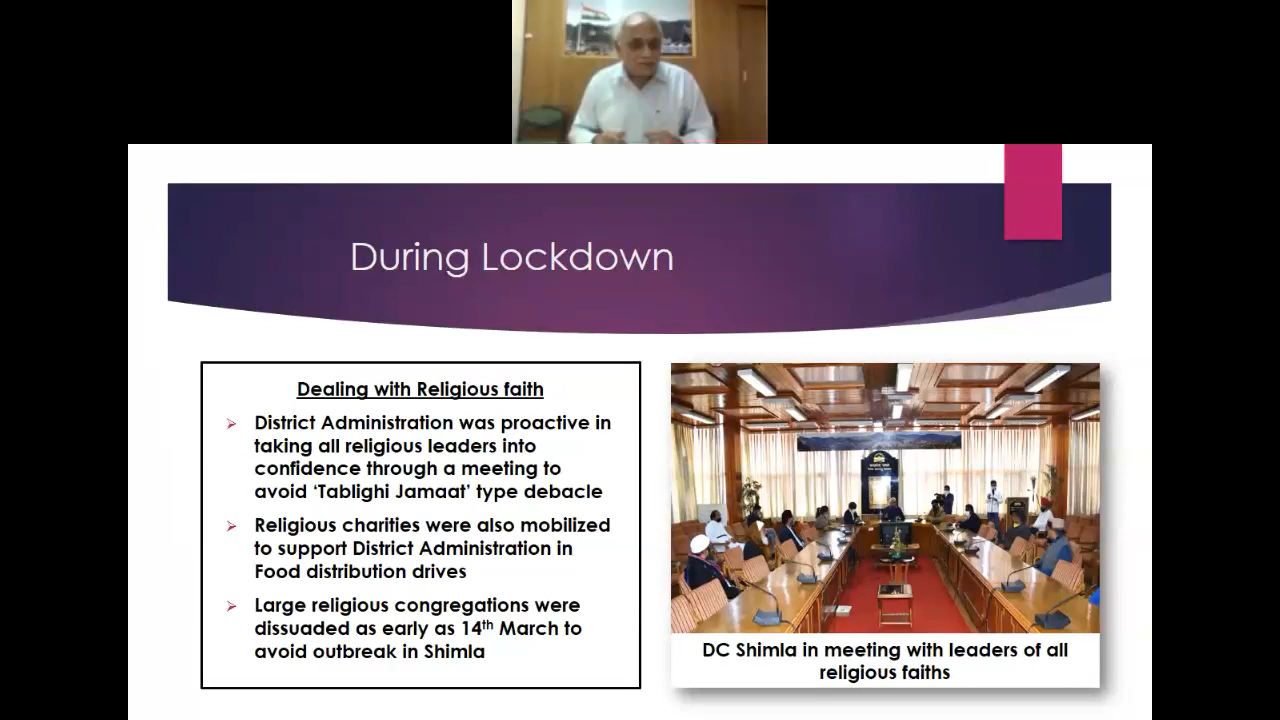 During Lockdown
Dealing with Religious faith
➢ District Administration was proactive in
taking all religious leaders into
confidence through a meeting to
avoid ‘Tablighi Jamaat’ type debacle
➢ Religious charities were also mobilized
to support District Administration in
Food distribution drives
➢ Large religious congregations were
dissuaded as early as 14th March to
avoid outbreak in Shimla
DC Shimla in meeting with leaders of all
religious faiths